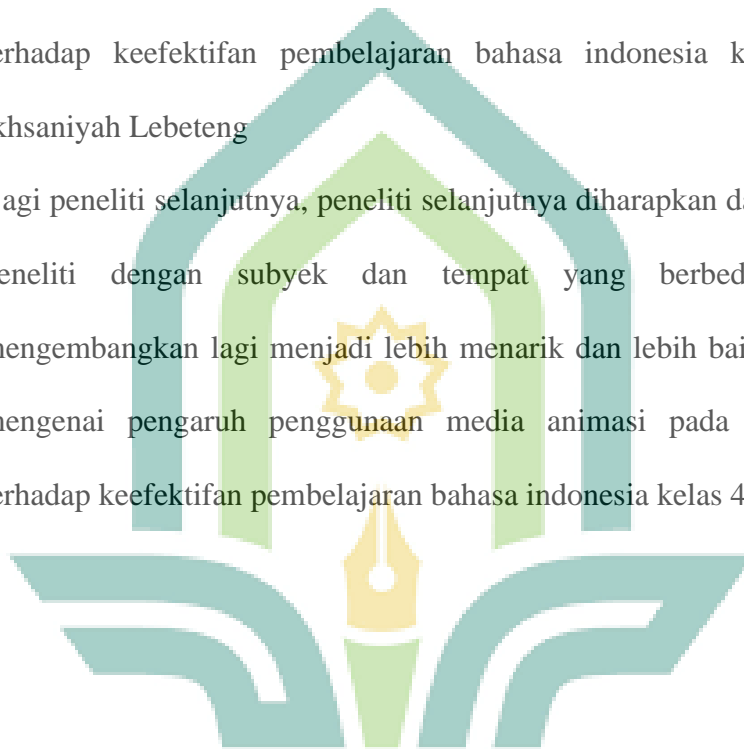 erhadap keefektifan pembelajaran bahasa indonesia k
khsaniyah Lebeteng
agi peneliti selanjutnya, peneliti selanjutnya diharapkan da
eneliti dengan subyek dan tempat yang berbed
nengembangkan lagi menjadi lebih menarik dan lebih bai
nengenai pengaruh penggunaan media animasi pada
erhadap keefektifan pembelajaran bahasa indonesia kelas 4